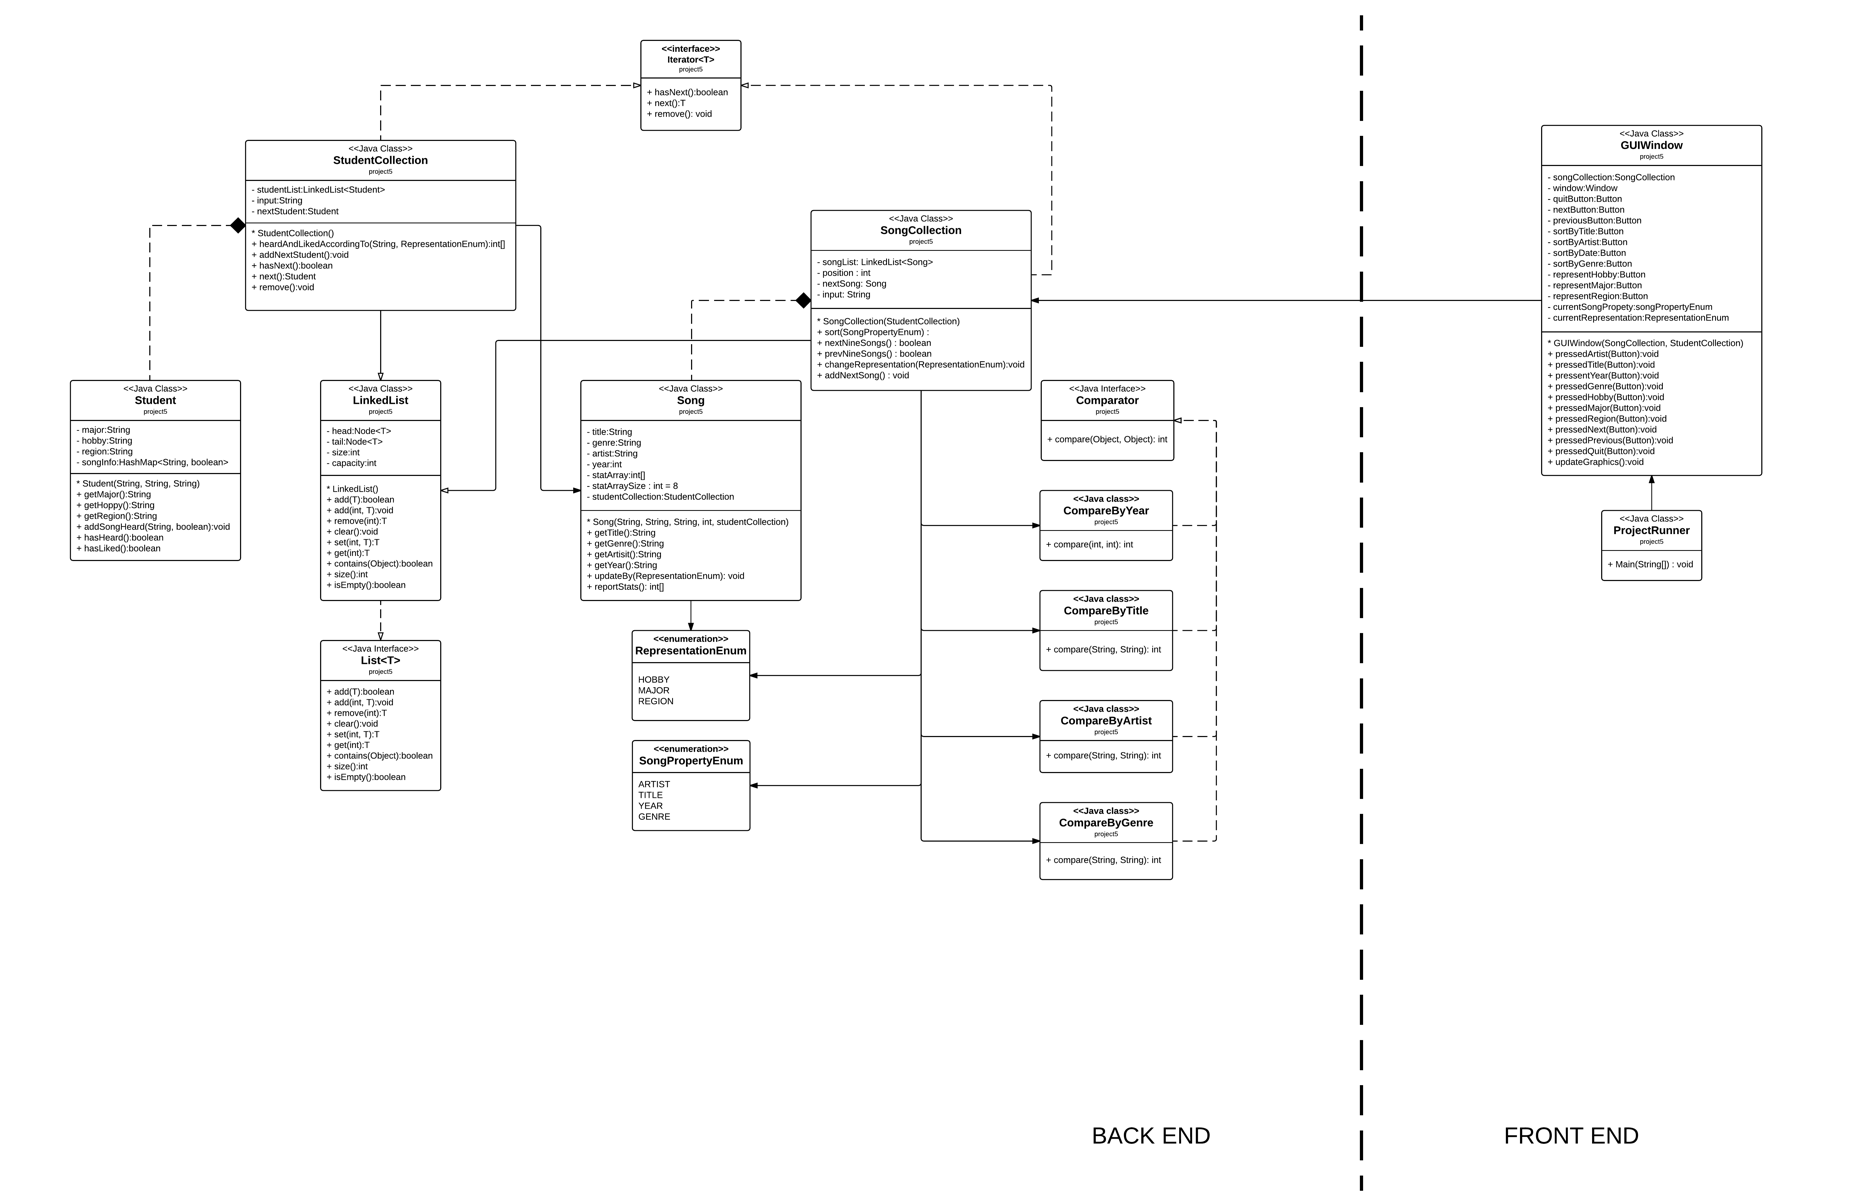 <<interface>>
Iterator<T>
project5
+ hasNext():boolean
+ next():T
+ remove(): void
<<Java Class>>
StudentCollection
project5
- studentList:LinkedList<Student>
- input:String
- nextStudent:Student
* StudentCollection()
+ heardAndLikedAccordingTo(String, RepresentationEnum):int[]
+ addNextStudent():void
+ hasNext():boolean
+ next():Student
+ remove():void
<<Java Class>>
SongCollection
project5
- songList: LinkedList<Song>
- position : int
- nextSong: Song
- input: String
* SongCollection(StudentCollection)
+ sort(SongPropertyEnum) :
+ nextNineSongs() : boolean
+ prevNineSongs() : boolean
+ changeRepresentation(RepresentationEnum):void
+ addNextSong() : void
<<Java Class>>
GUIWindow
project5
- songCollection:SongCollection
- window:Window
- quitButton:Button
- nextButton:Button
- previousButton:Button
- sortByTitle:Button
- sortByArtist:Button
- sortByDate:Button
- sortByGenre:Button
- representHobby:Button
- representMajor:Button
- representRegion:Button
- currentSongPropety:songPropertyEnum
- currentRepresentation:RepresentationEnum
* GUIWindow(SongCollection, StudentCollection)
+ pressedArtist(Button):void
+ pressedTitle(Button):void
+ pressentYear(Button):void
+ pressedGenre(Button):void
+ pressedHobby(Button):void
+ pressedMajor(Button):void
+ pressedRegion(Button):void
+ pressedNext(Button):void
+ pressedPrevious(Button):void
+ pressedQuit(Button):void
+ updateGraphics():void
<<Java Class>>
Student
project5
- major:String
- hobby:String
- region:String
- songInfo:HashMap<String, boolean>
* Student(String, String, String)
+ getMajor():String
+ getHoppy():String
+ getRegion():String
+ addSongHeard(String, boolean):void
+ hasHeard():boolean
+ hasLiked():boolean
<<Java Class>>
LinkedList
project5
- head:Node<T>
- tail:Node<T>
- size:int
- capacity:int
* LinkedList()
+ add(T):boolean
+ add(int, T):void
+ remove(int):T
+ clear():void
+ set(int, T):T
+ get(int):T
+ contains(Object):boolean
+ size():int
+ isEmpty():boolean
<<Java Class>>
Song
project5
- title:String
- genre:String
- artist:String
- year:int
- statArray:int[]
- statArraySize : int = 8
- studentCollection:StudentCollection
* Song(String, String, String, int, studentCollection)
+ getTitle():String
+ getGenre():String
+ getArtisit():String
+ getYear():String
+ updateBy(RepresentationEnum): void
+ reportStats(): int[]
<<Java Interface>>
Comparator
project5
+ compare(Object, Object): int
<<Java class>>
CompareByYear
project5
+ compare(int, int): int
<<Java Class>>
ProjectRunner
project5
+ Main(String[]) : void
<<Java class>>
CompareByTitle
project5
+ compare(String, String): int
<<Java Interface>>
List<T>
project5
+ add(T):boolean
+ add(int, T):void
+ remove(int):T
+ clear():void
+ set(int, T):T
+ get(int):T
+ contains(Object):boolean
+ size():int
+ isEmpty():boolean
<<enumeration>>
RepresentationEnum
HOBBY
MAJOR
REGION
<<Java class>>
CompareByArtist
project5
+ compare(String, String): int
<<enumeration>>
SongPropertyEnum
ARTIST
TITLE
YEAR
GENRE
<<Java class>>
CompareByGenre
project5
+ compare(String, String): int
BACK END
FRONT END